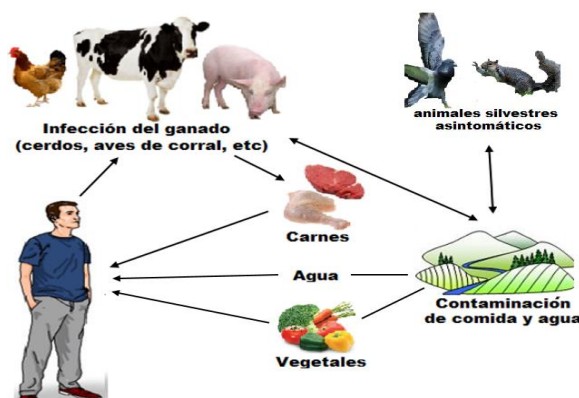 Infección del ganado
(cerdos, aves de corral, etc)
animales silvestres
asintomáticos
Carnes
Agua
Contaminación
de comida y agua
Vegetales